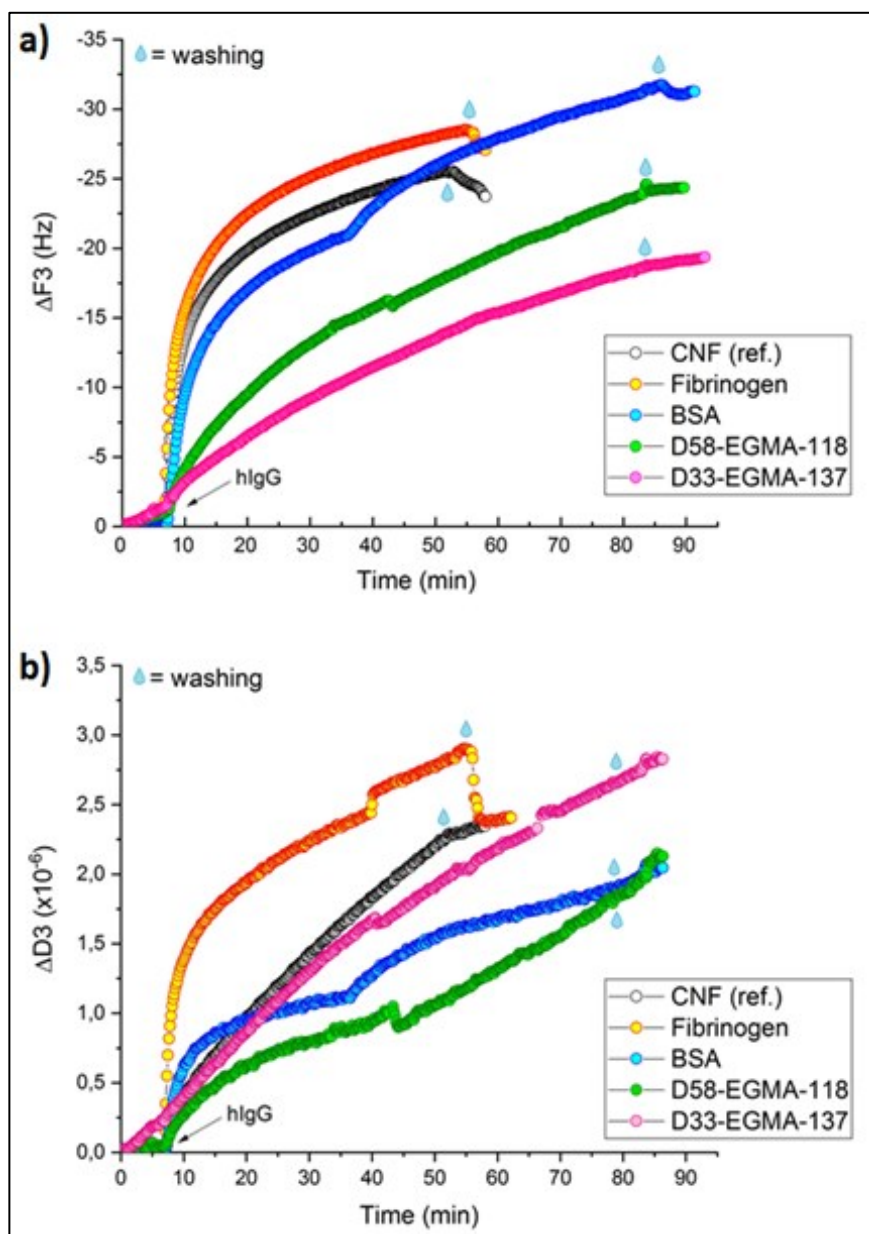 a)
= washing
-35
-30
-25
-20
-15
-10
-5
0
ΔF3 (Hz)
hIgG
CNF (ref.)
Fibrinogen
BSA
D58-EGMA-118
D33-EGMA-137
0 10 20 30 40 50 60 70 80 90
Time (min)
b)
= washing
3,5
3,0
2,5
2,0
1,5
1,0
0,5
0,0
ΔD3 (x10⁻⁶)
hIgG
CNF (ref.)
Fibrinogen
BSA
D58-EGMA-118
D33-EGMA-137
0 10 20 30 40 50 60 70 80 90
Time (min)